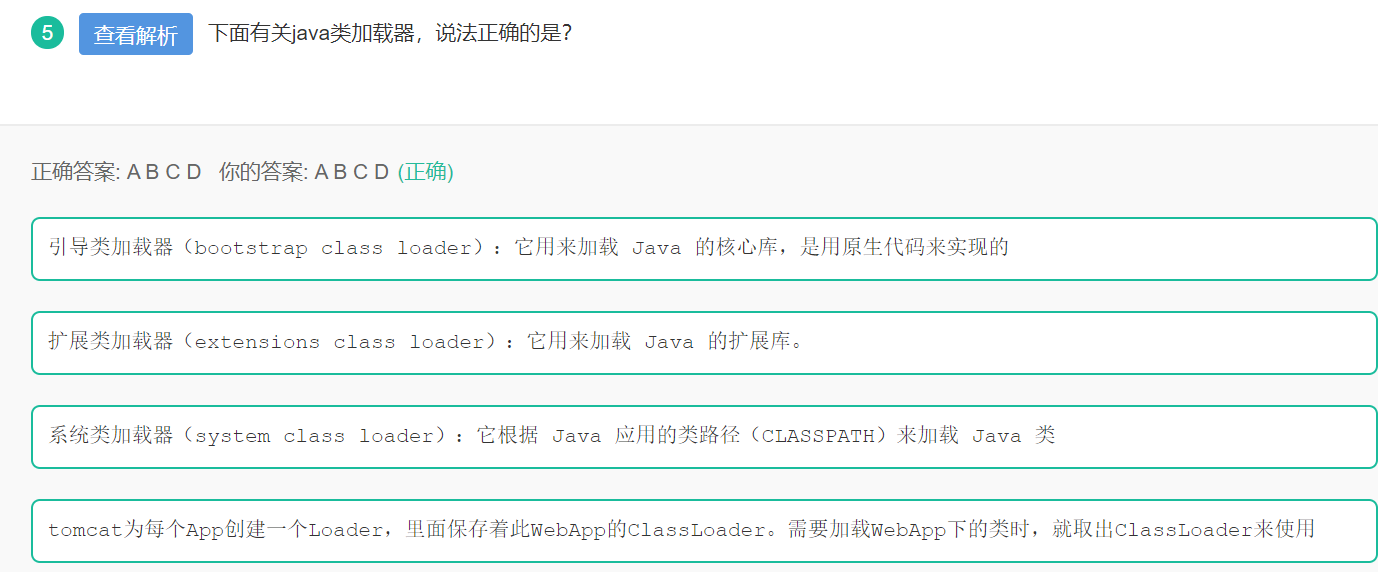 5 查看解析 下面有关java类加载器，说法正确的是？
正确答案: A B C D 你的答案: A B C D (正确)
引导类加载器（bootstrap class loader）：它用来加载 Java 的核心库，是用原生代码来实现的
扩展类加载器（extensions class loader）：它用来加载 Java 的扩展库。
系统类加载器（system class loader）：它根据 Java 应用的类路径（CLASSPATH）来加载 Java 类
tomcat为每个App创建一个Loader，里面保存着此WebApp的ClassLoader。需要加载WebApp下的类时，就取出ClassLoader来使用